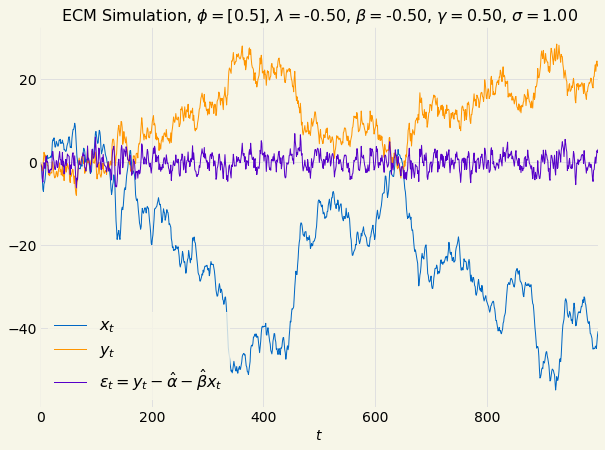 ECM Simulation, ϕ = [0.5], λ = -0.50, β = -0.50, γ = 0.50, σ = 1.00
20
0
−20
−40
x_t
y_t
ε_t = y_t − α̂ − β̂x_t
0 200 400 600 800
t